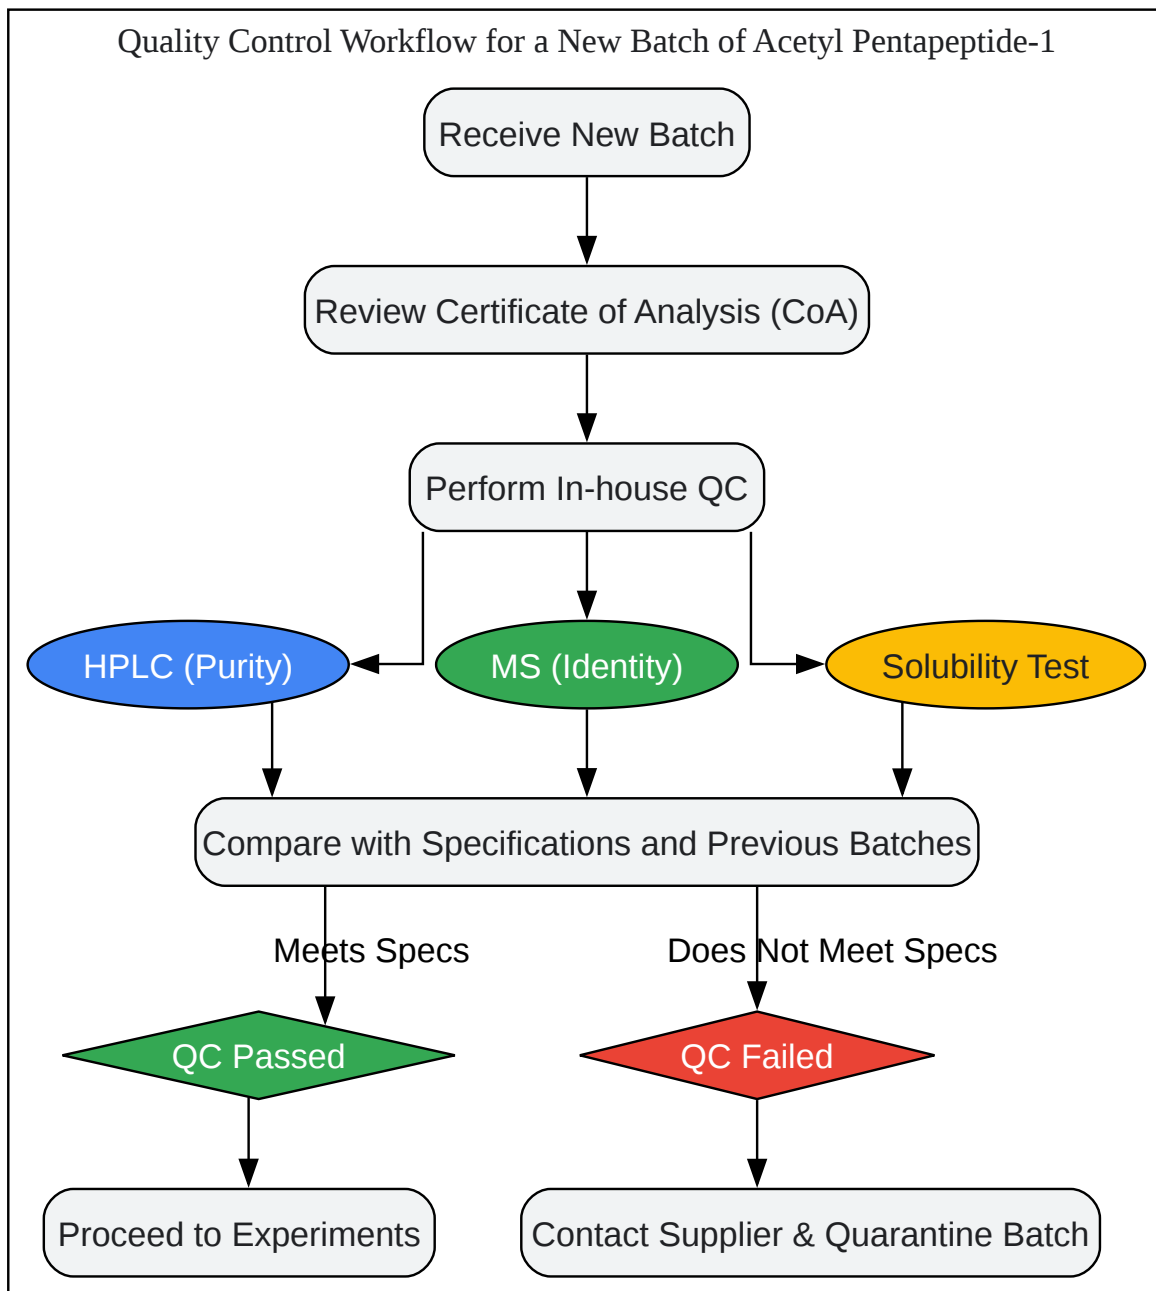 Quality Control Workflow for a New Batch of Acetyl Pentapeptide-1
Receive New Batch
Review Certificate of Analysis (CoA)
Perform In-house QC
HPLC (Purity)
MS (Identity)
Solubility Test
Compare with Specifications and Previous Batches
Meets Specs
Does Not Meet Specs
QC Passed
QC Failed
Proceed to Experiments
Contact Supplier & Quarantine Batch